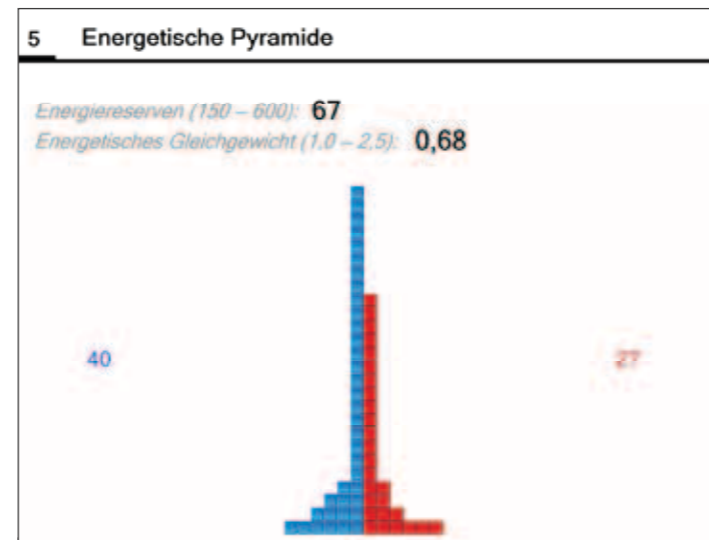 5 Energetische Pyramide
Energiereserven (150 – 600): 67
Energetisches Gleichgewicht (1,0 – 2,5): 0,68
40 27